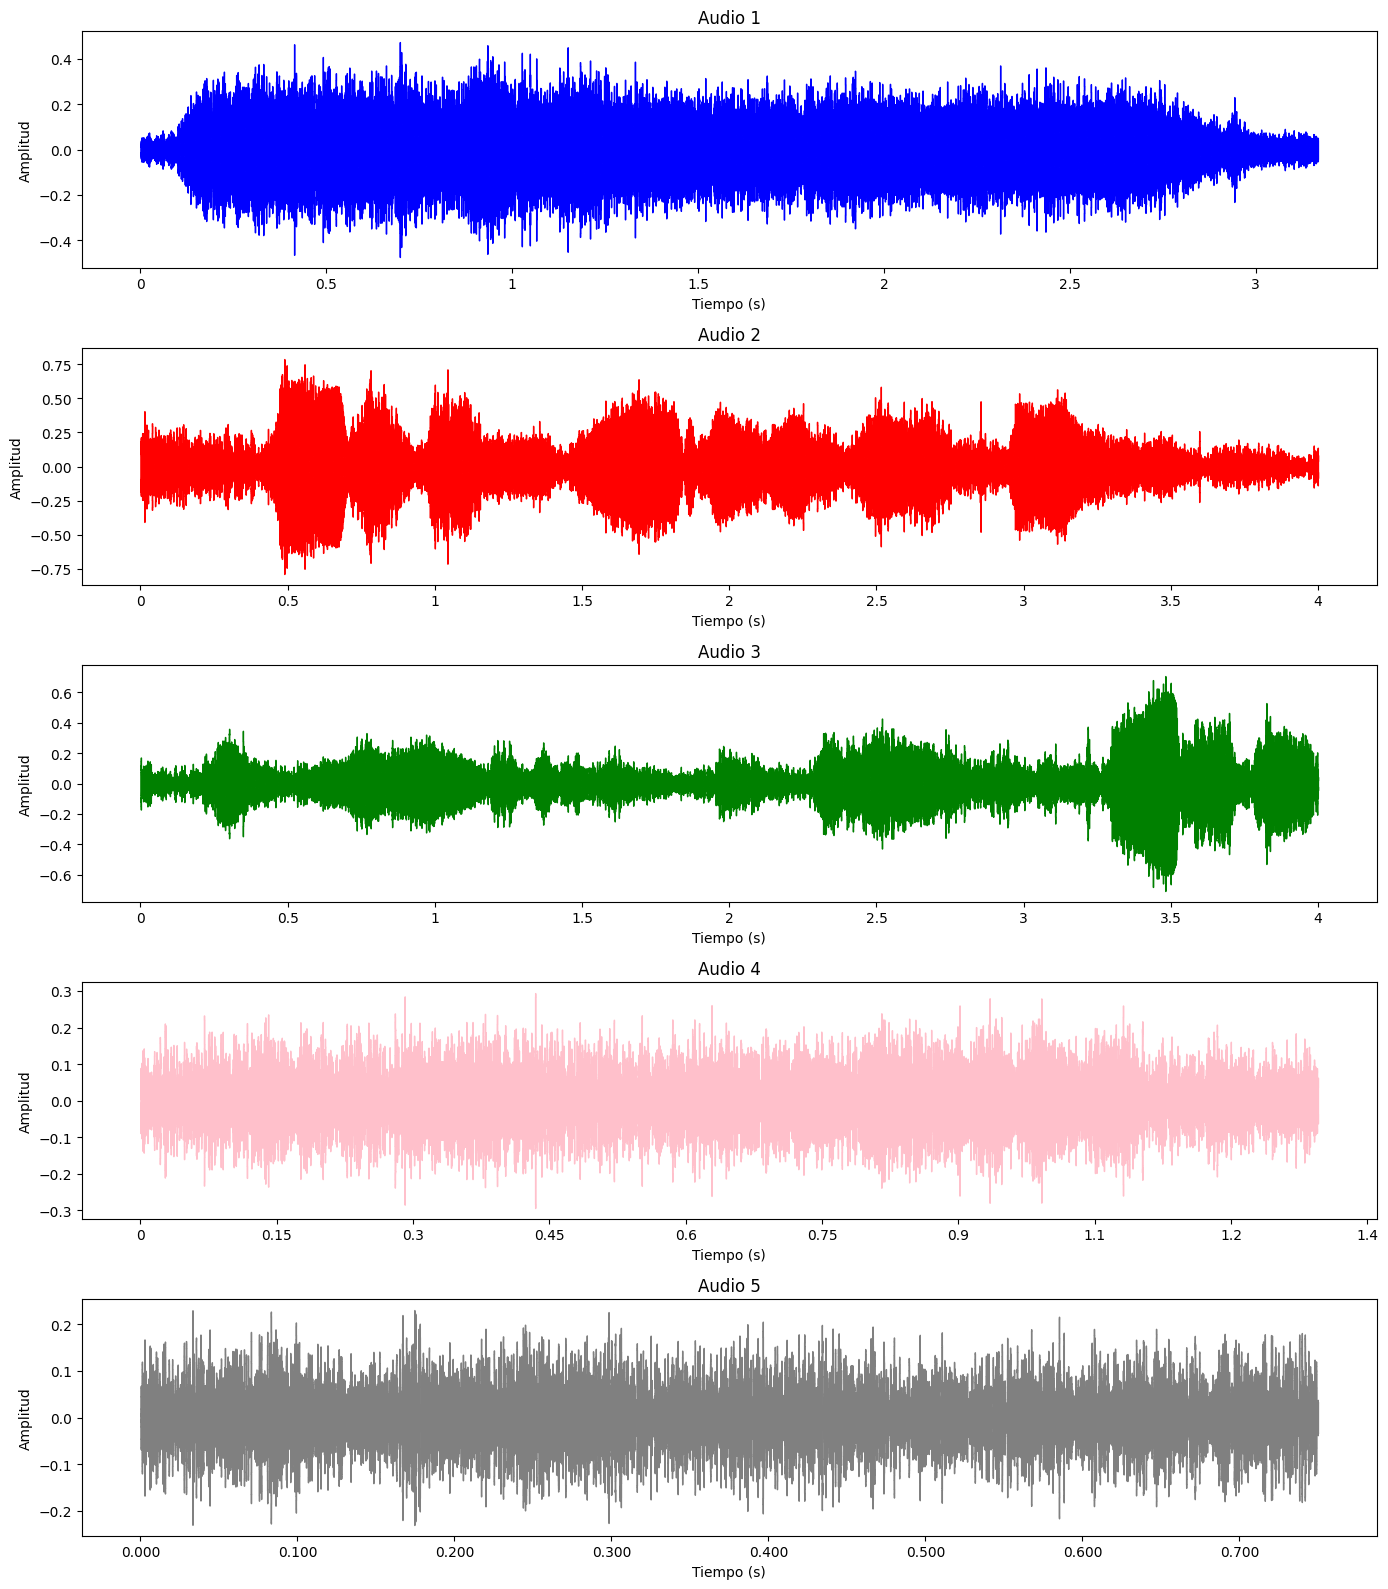 Audio 1
0.4
0.2
0.0
−0.2
−0.4
Amplitud
0 0.5 1 1.5 2 2.5 3
Tiempo (s)
Audio 2
0.75
0.50
0.25
0.00
−0.25
−0.50
−0.75
Amplitud
0 0.5 1 1.5 2 2.5 3 3.5 4
Tiempo (s)
Audio 3
0.6
0.4
0.2
0.0
−0.2
−0.4
−0.6
Amplitud
0 0.5 1 1.5 2 2.5 3 3.5 4
Tiempo (s)
Audio 4
0.3
0.2
0.1
0.0
−0.1
−0.2
−0.3
Amplitud
0 0.15 0.3 0.45 0.6 0.75 0.9 1.1 1.2 1.4
Tiempo (s)
Audio 5
0.2
0.1
0.0
−0.1
−0.2
Amplitud
0.000 0.100 0.200 0.300 0.400 0.500 0.600 0.700
Tiempo (s)